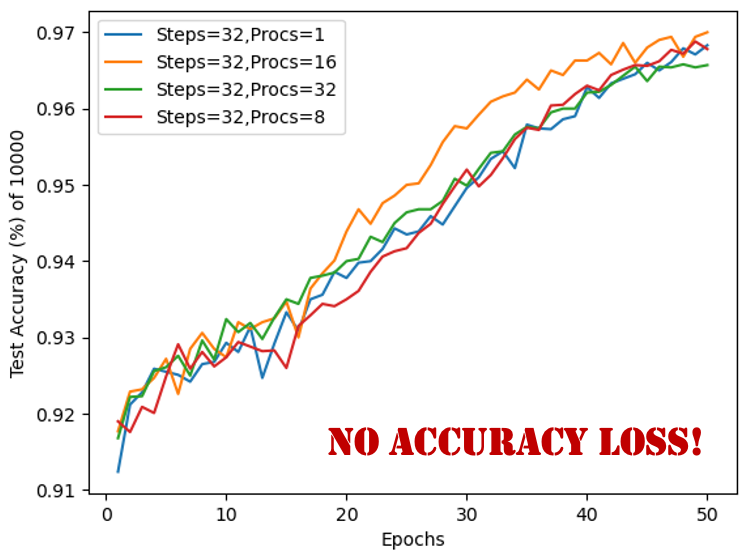 0.97
0.96
0.95
0.94
0.93
0.92
0.91
Test Accuracy (%) of 10000
Steps=32,Procs=1
Steps=32,Procs=16
Steps=32,Procs=32
Steps=32,Procs=8
NO ACCURACY LOSS!
0 10 20 30 40 50
Epochs